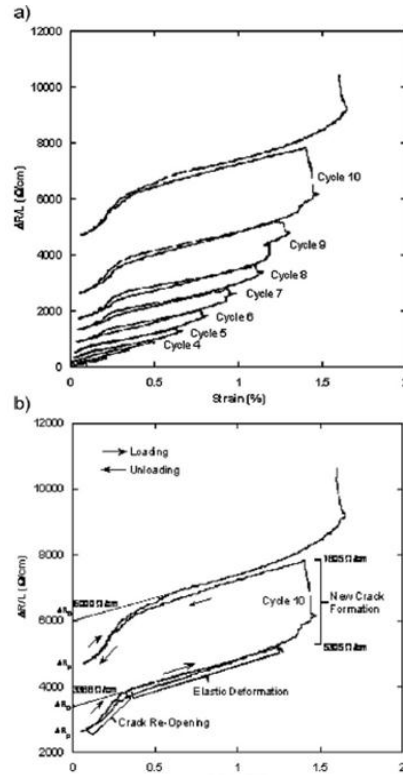 a)
12000
10000
8000
6000
4000
2000
0
ΔR/L (Ω/cm)
Cycle 10
Cycle 9
Cycle 8
Cycle 7
Cycle 6
Cycle 5
Cycle 4
0 0.5 1 1.5 2
Strain (%)
b)
12000
10000
8000
6000
4000
2000
ΔR/L (Ω/cm)
Loading
Unloading
Cycle 10
New Crack
Formation
Elastic Deformation
Crack Re-Opening
0 0.5 1 1.5 2